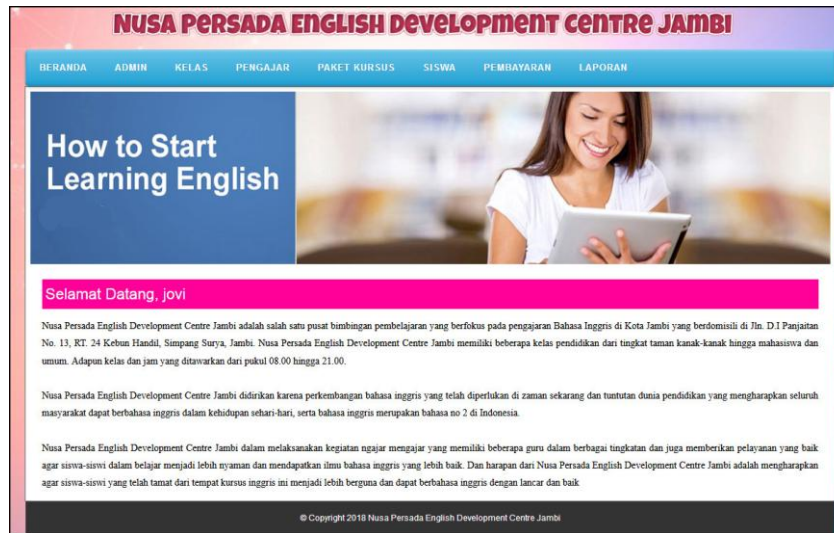 Nusa Persada English Development Centre Jambi
BERANDA ADMIN KELAS PENGAJAR PAKET KURSUS SISWA PEMBAYARAN LAPORAN
How to Start
Learning English
Selamat Datang, jovi
Nusa Persada English Development Centre Jambi adalah salah satu pusat bimbingan pembelajaran yang berfokus pada pengajaran Bahasa Inggris di Kota Jambi yang berdomisili di Jln. D.I Panjaitan
No. 13, RT. 24 Kebun Handil, Simpang Surya, Jambi. Nusa Persada English Development Centre Jambi memiliki beberapa kelas pendidikan dari tingkat taman kanak-kanak hingga mahasiswa dan
umum. Adapun kelas dan jam yang ditawarkan dari pukul 08.00 hingga 21.00.
Nusa Persada English Development Centre Jambi didirikan karena perkembangan bahasa inggris yang telah diperlukan di zaman sekarang dan tuntutan dunia pendidikan yang mengharapkan seluruh
masyarakat dapat berbahasa inggris dalam kehidupan sehari-hari, serta bahasa inggris merupakan bahasa no 2 di Indonesia.
Nusa Persada English Development Centre Jambi dalam melaksanakan kegiatan ngajar mengajar yang memiliki beberapa guru dalam berbagai tingkatan dan juga memberikan pelayanan yang baik
agar siswa-siswi dalam belajar menjadi lebih nyaman dan mendapatkan ilmu bahasa inggris yang lebih baik. Dan harapan dari Nusa Persada English Development Centre Jambi adalah mengharapkan
agar siswa-siswi yang telah tamat dari tempat kursus inggris ini menjadi lebih berguna dan dapat berbahasa inggris dengan lancar dan baik
© Copyright 2018 Nusa Persada English Development Centre Jambi